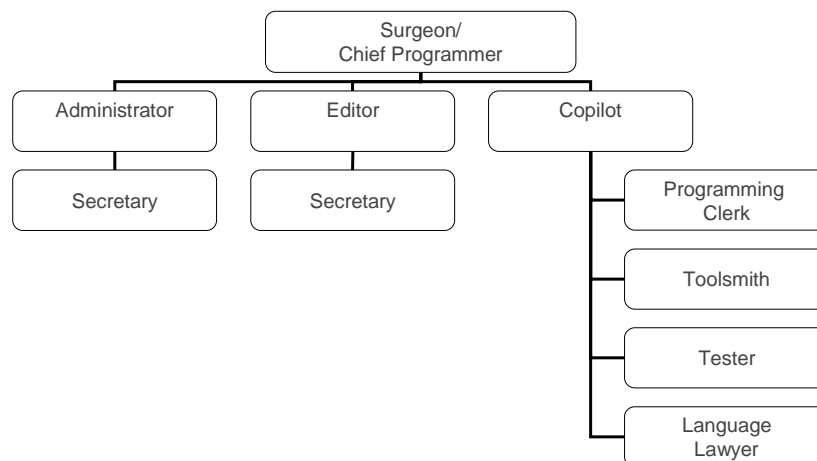 Surgeon/
Chief Programmer
Administrator
Editor
Copilot
Secretary
Secretary
Programming
Clerk
Toolsmith
Tester
Language
Lawyer